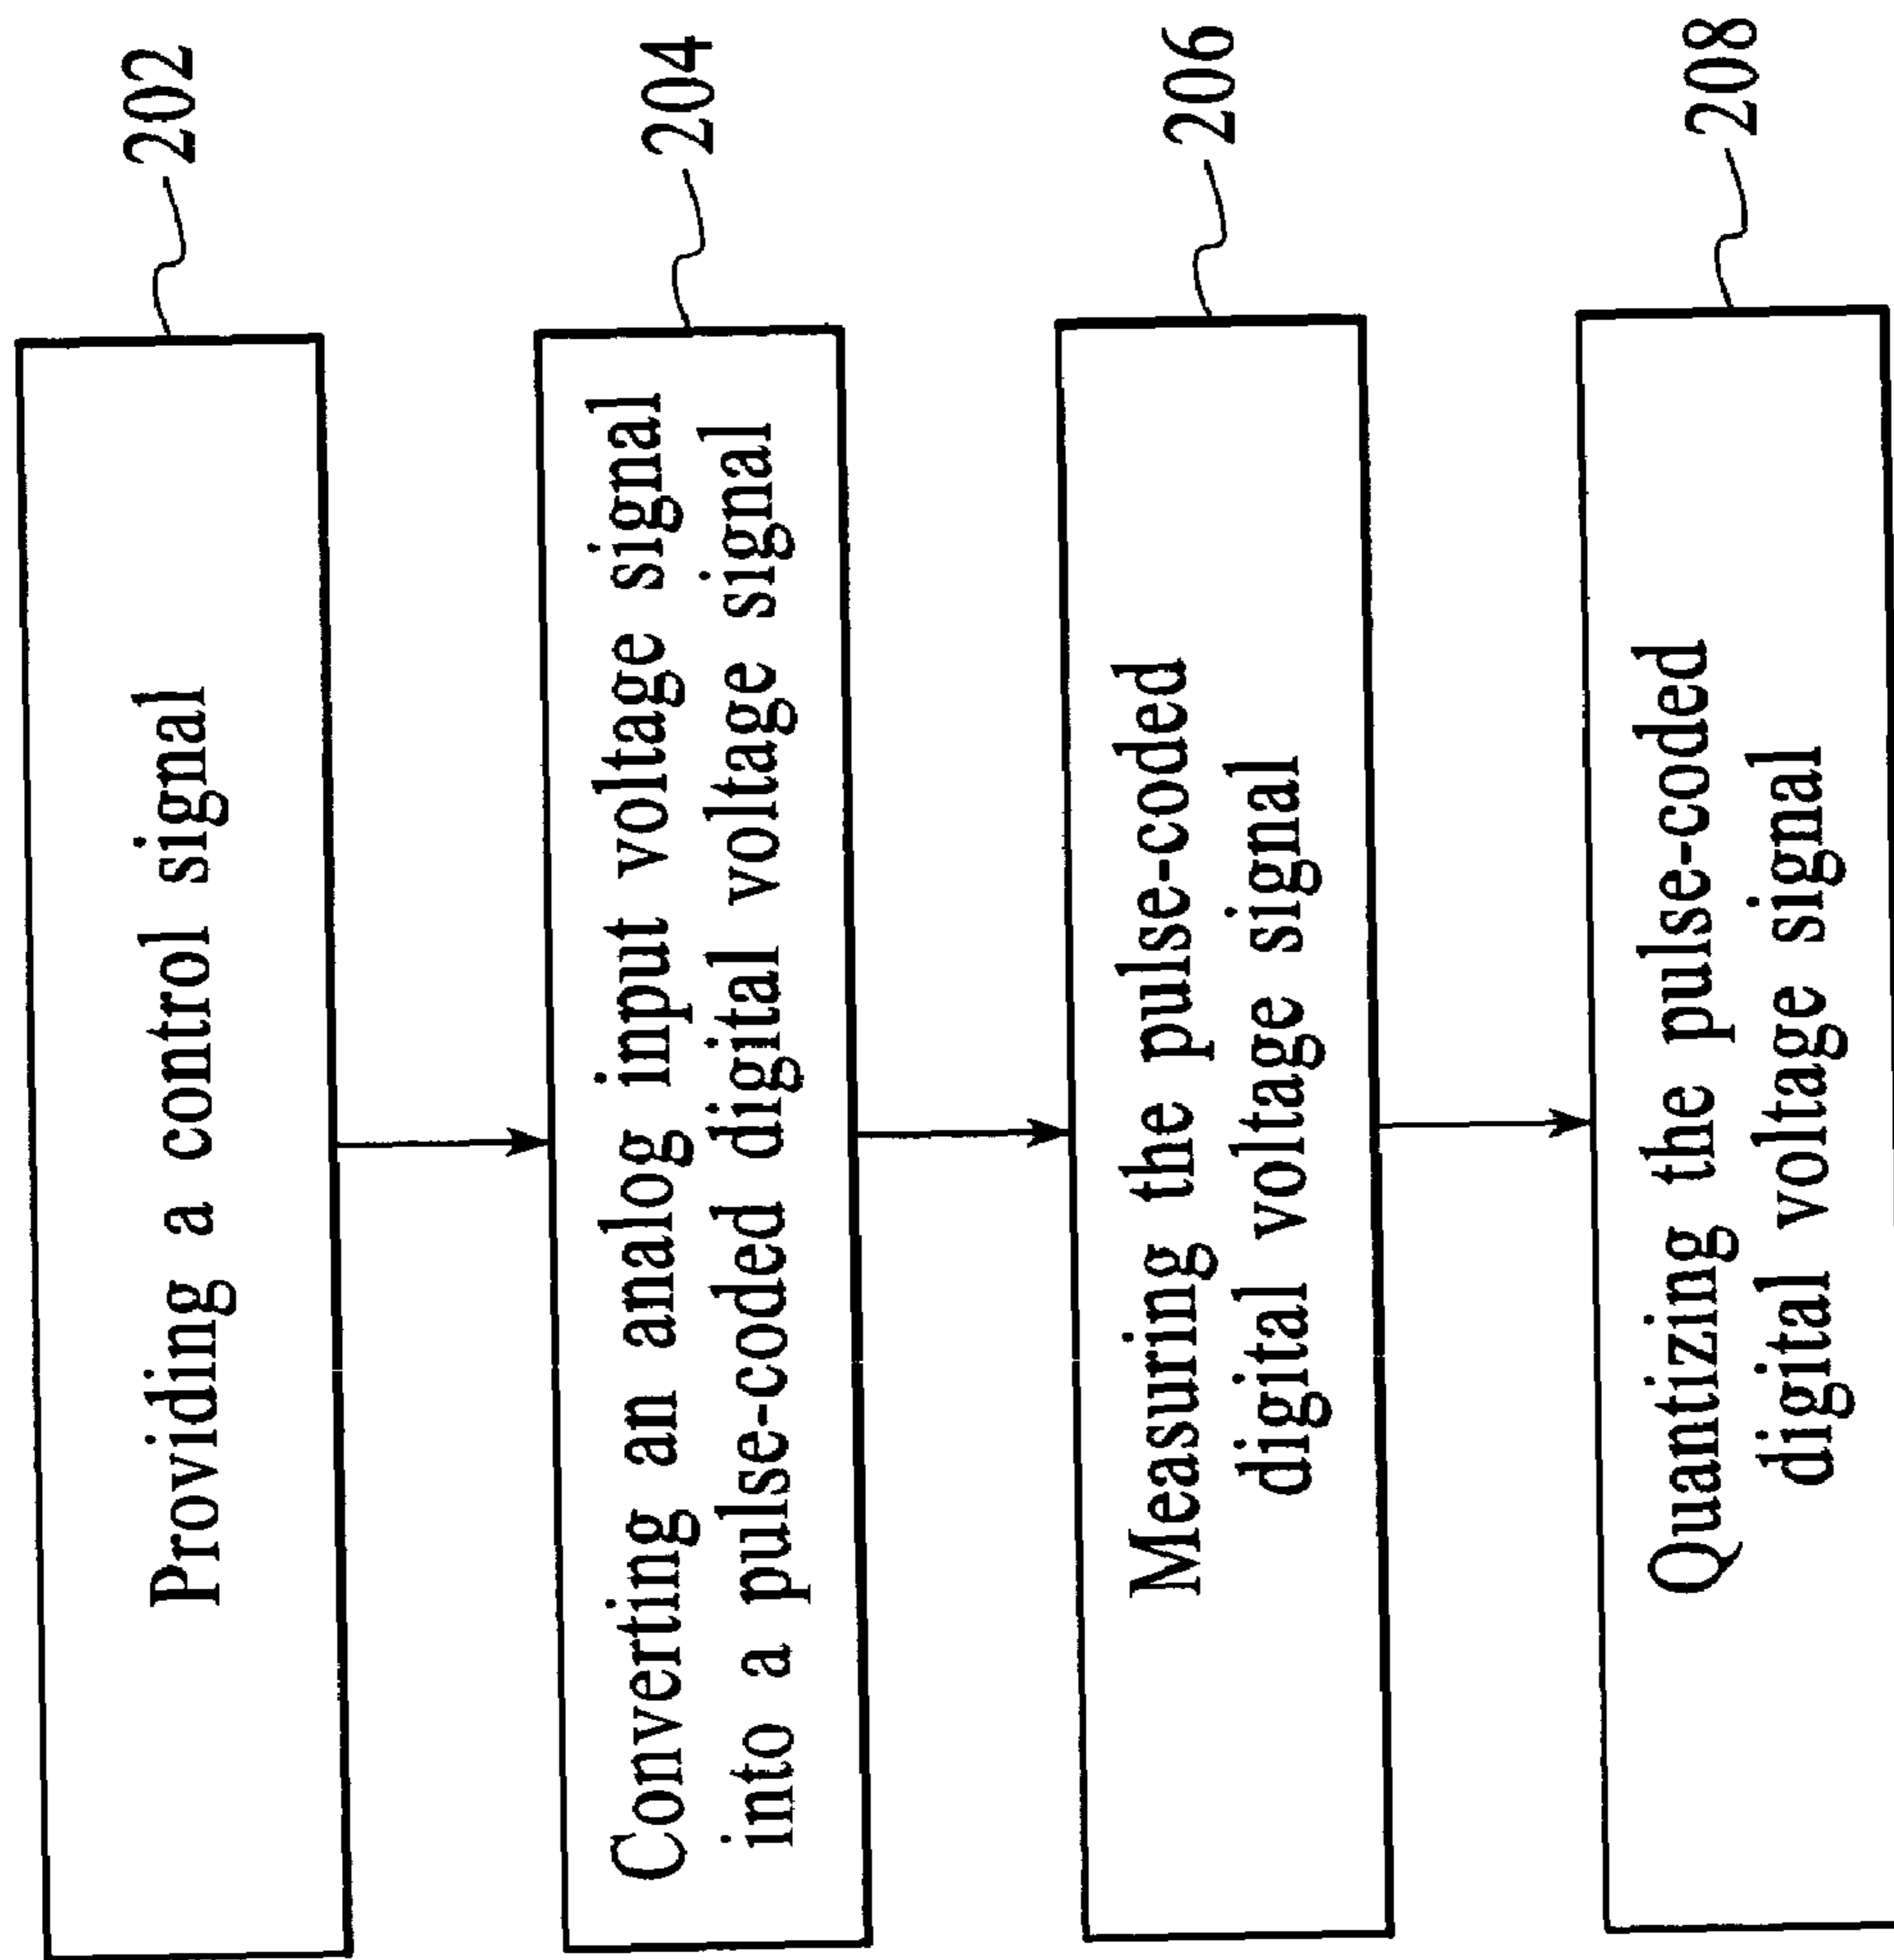 Providing a control signal
202
Converting an analog input voltage signal
into a pulse-coded digital voltage signal
204
Measuring the pulse-coded
digital voltage signal
206
Quantizing the pulse-coded
digital voltage signal
208